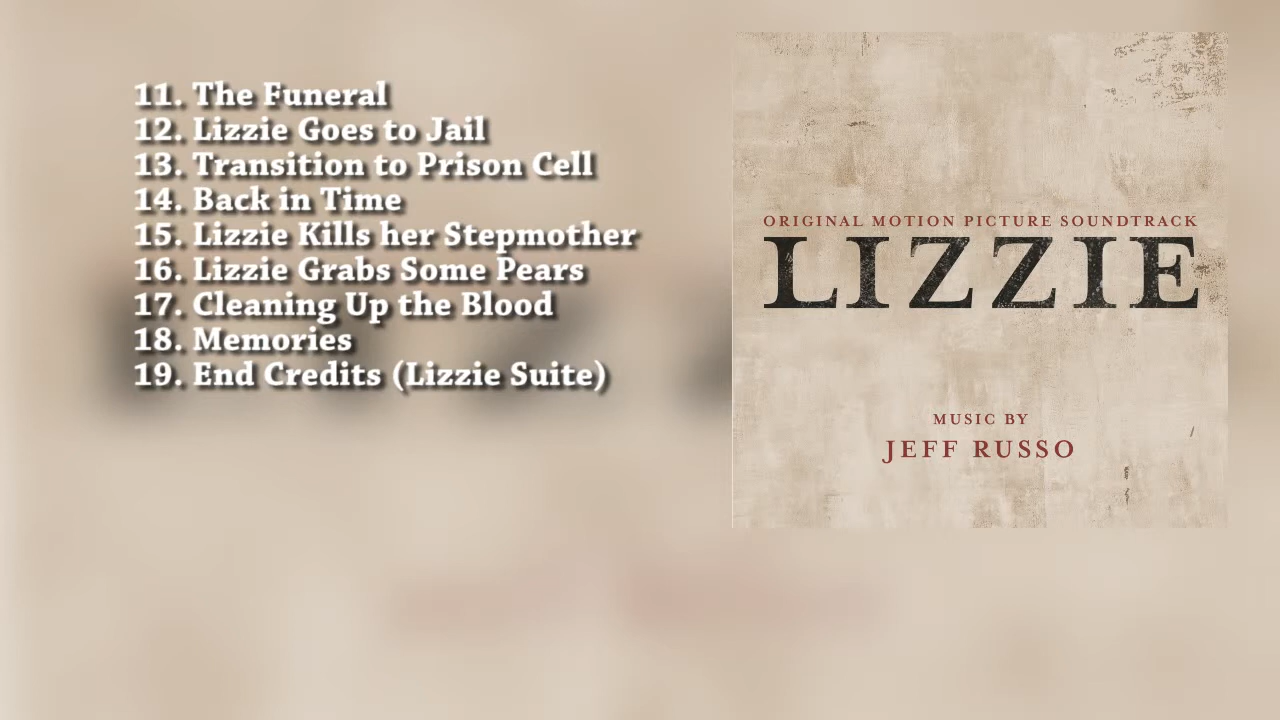 11. The Funeral
12. Lizzie Goes to Jail
13. Transition to Prison Cell
14. Back in Time
15. Lizzie Kills her Stepmother
16. Lizzie Grabs Some Pears
17. Cleaning Up the Blood
18. Memories
19. End Credits (Lizzie Suite)
ORIGINAL MOTION PICTURE SOUNDTRACK
LIZZIE
MUSIC BY
JEFF RUSSO